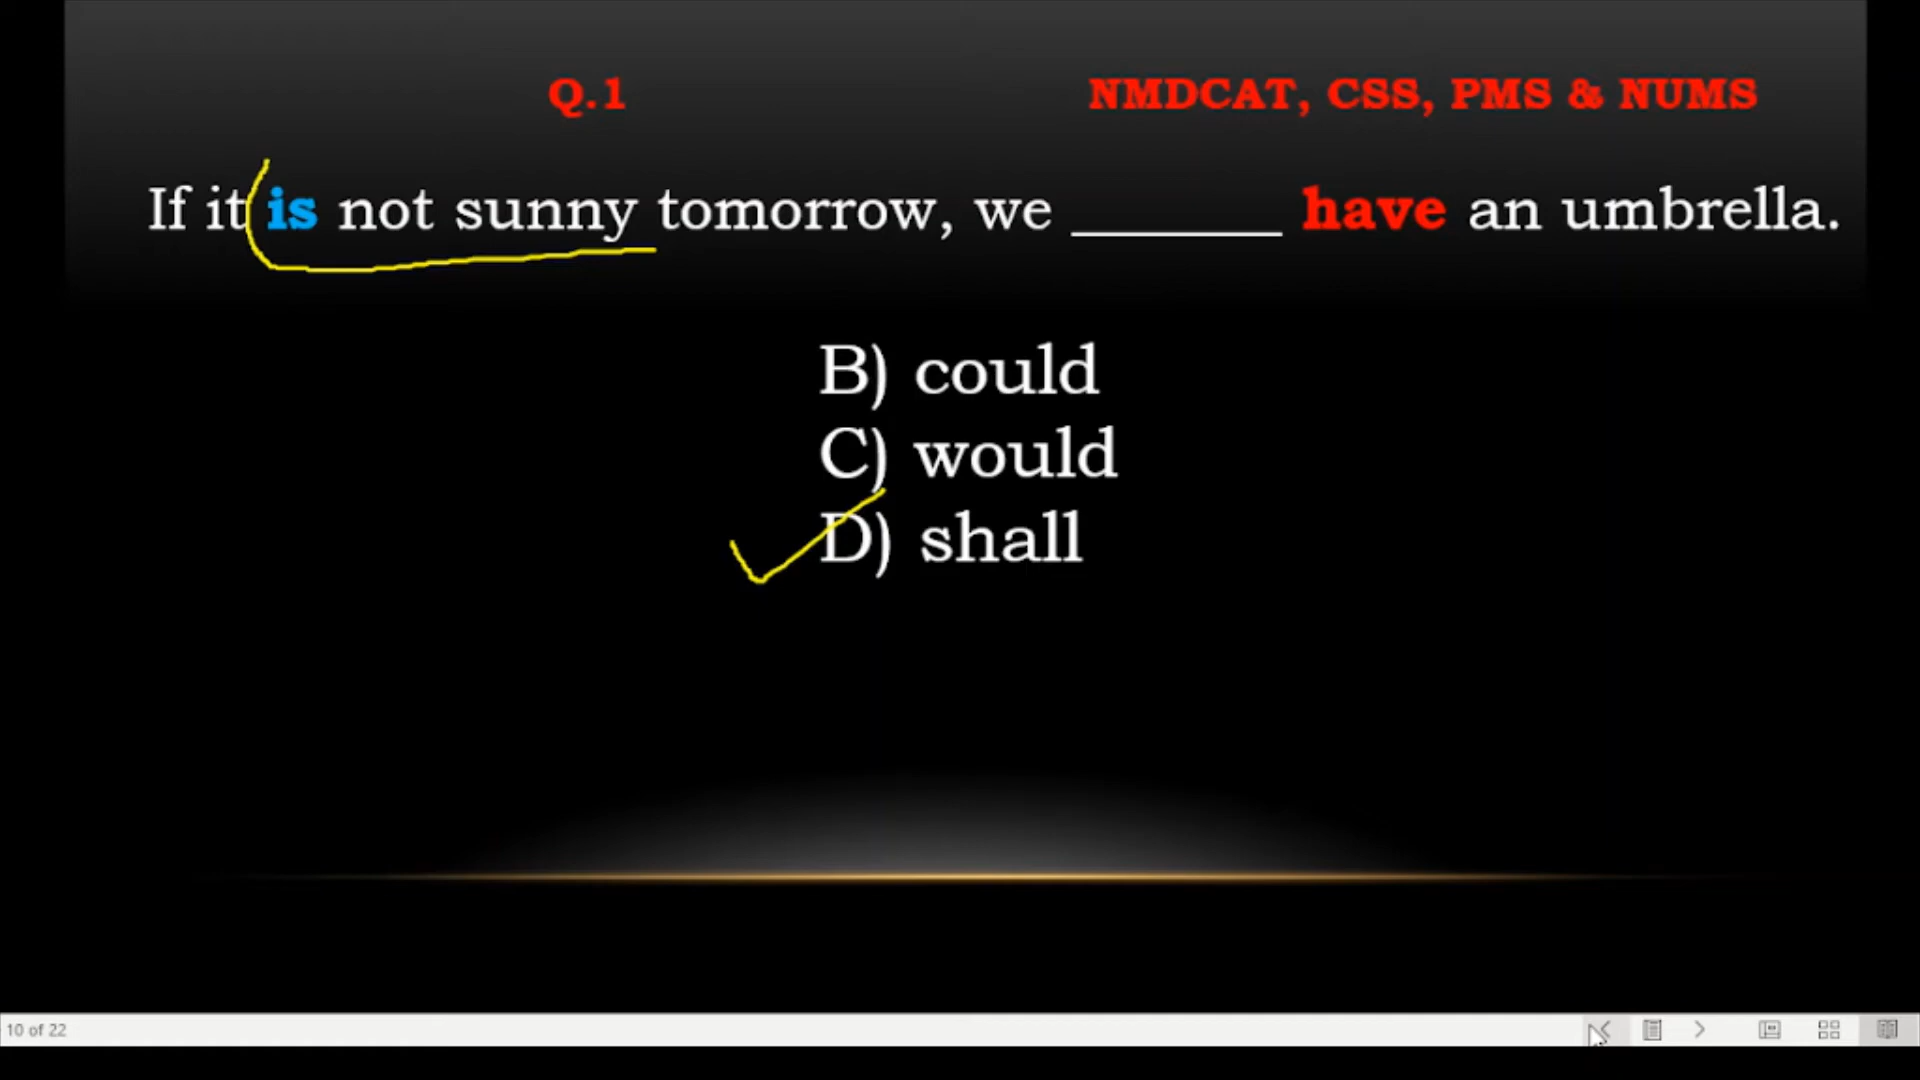 Q.1 NMDCAT, CSS, PMS & NUMS
If it is not sunny tomorrow, we _______ have an umbrella.
B) could
C) would
D) shall
10 of 22